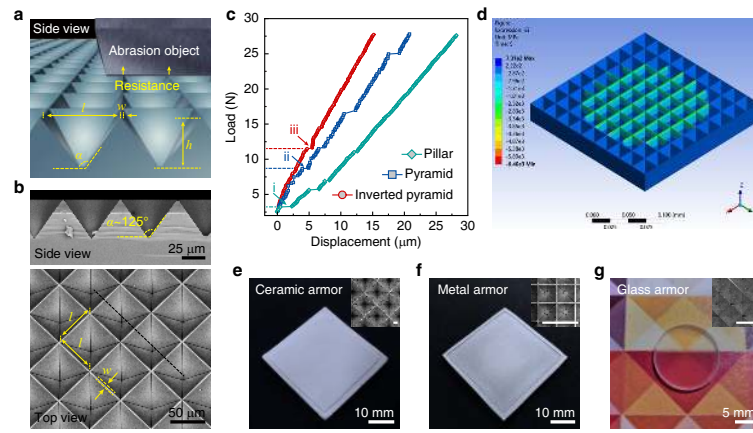 a
Side view
Abrasion object
Resistance
l
w
h
α
b
α~125°
Side view
25 μm
l
l
w
Top view
50 μm
c
Load (N)
25
20
15
10
5
iii
ii
i
Pillar
Pyramid
Inverted pyramid
0
5
10
15
20
25
30
Displacement (μm)
d
0.000
0.050
0.100 (mm)
e
Ceramic armor
10 mm
f
Metal armor
10 mm
g
Glass armor
5 mm